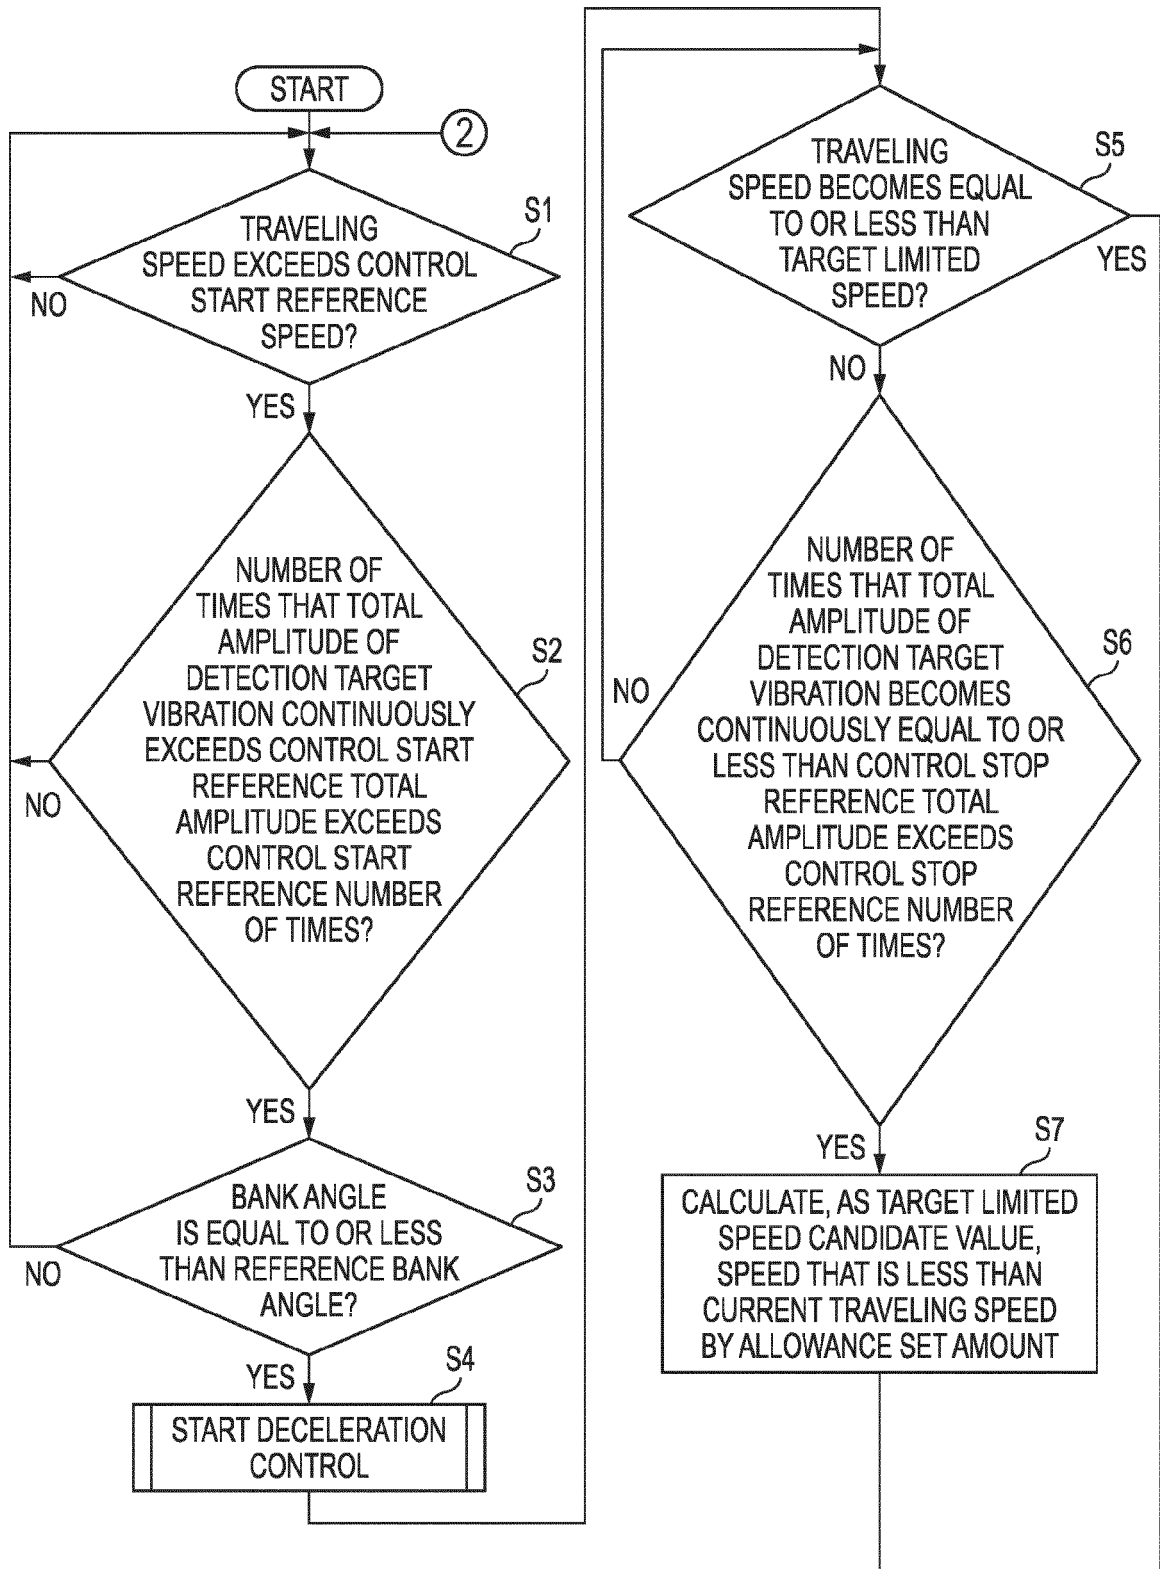 START
2
S1
TRAVELING
SPEED EXCEEDS CONTROL
START REFERENCE
SPEED?
NO
YES
S2
NUMBER OF
TIMES THAT TOTAL
AMPLITUDE OF
DETECTION TARGET
VIBRATION CONTINUOUSLY
EXCEEDS CONTROL START
REFERENCE TOTAL
AMPLITUDE EXCEEDS
CONTROL START
REFERENCE NUMBER
OF TIMES?
NO
YES
S3
BANK ANGLE
IS EQUAL TO OR LESS
THAN REFERENCE BANK
ANGLE?
NO
YES
S4
START DECELERATION
CONTROL
S5
TRAVELING
SPEED BECOMES EQUAL
TO OR LESS THAN
TARGET LIMITED
SPEED?
YES
NO
S6
NUMBER OF
TIMES THAT TOTAL
AMPLITUDE OF
DETECTION TARGET
VIBRATION BECOMES
CONTINUOUSLY EQUAL TO OR
LESS THAN CONTROL STOP
REFERENCE TOTAL
AMPLITUDE EXCEEDS
CONTROL STOP
REFERENCE NUMBER
OF TIMES?
NO
YES
S7
CALCULATE, AS TARGET LIMITED
SPEED CANDIDATE VALUE,
SPEED THAT IS LESS THAN
CURRENT TRAVELING SPEED
BY ALLOWANCE SET AMOUNT